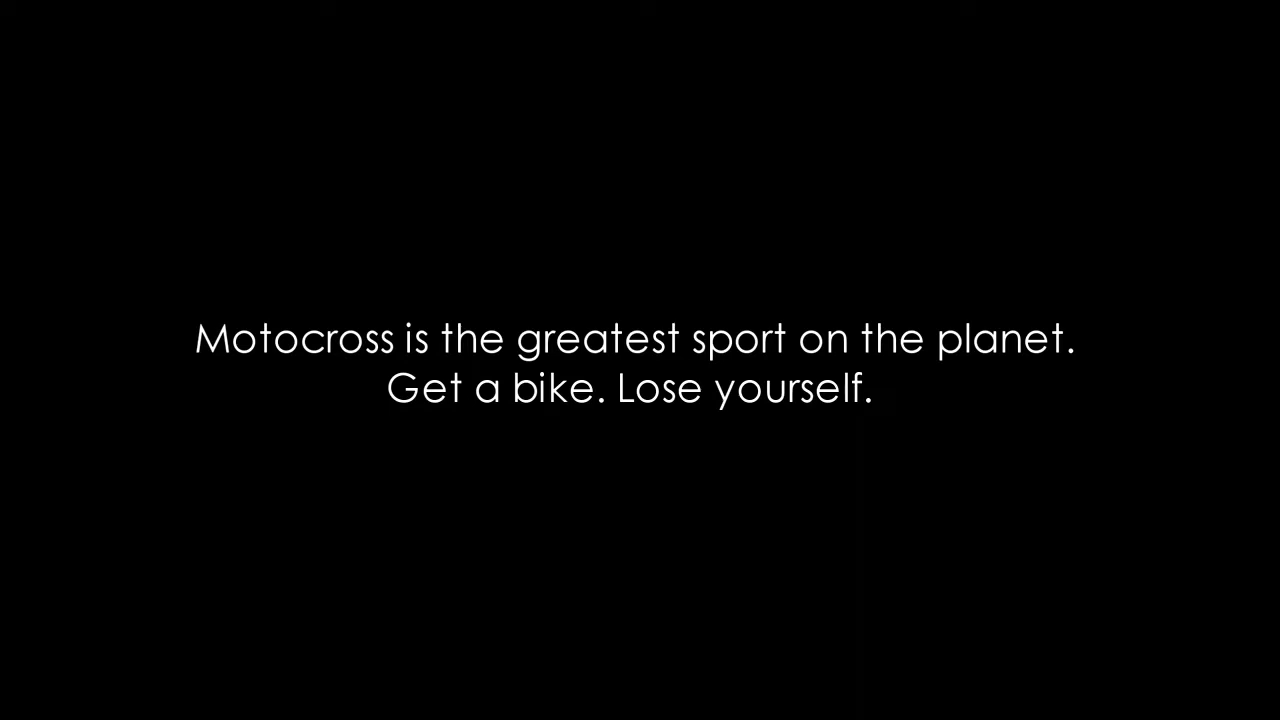 Motocross is the greatest sport on the planet.
Get a bike. Lose yourself.